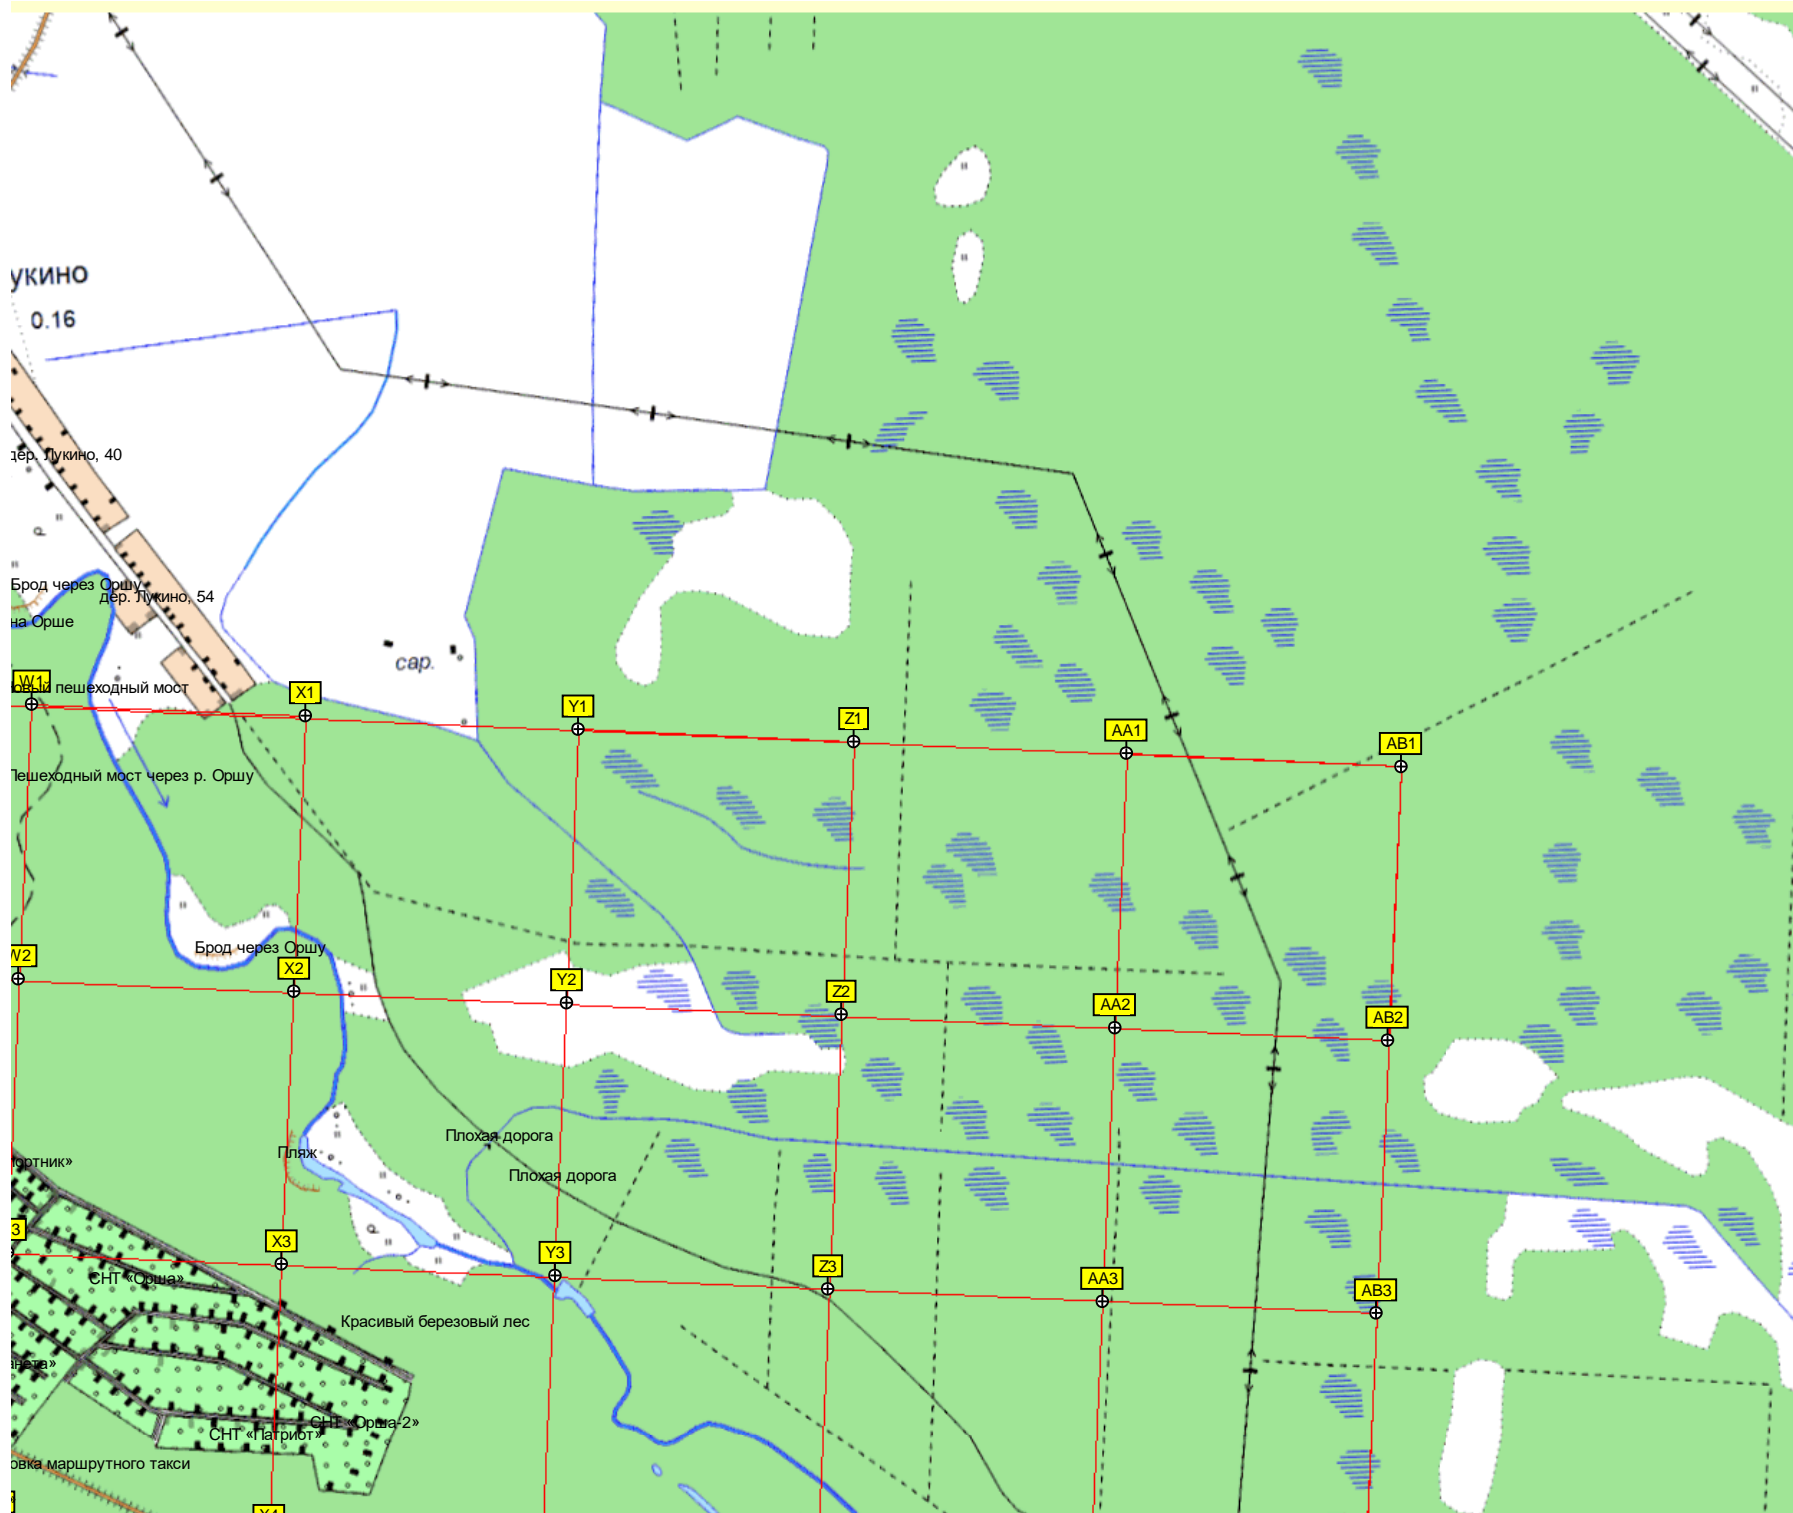 укино
0.16
дер. Лукино, 40
Брод через Оршу
дер. Лукино, 54
на Орше
сар.
W1
овый пешеходный мост
X1
Y1
Z1
AA1
AB1
Пешеходный мост через р. Оршу
Брод через Оршу
W2
X2
Y2
Z2
AA2
AB2
Плохая дорога
Пляж
ортник»
Плохая дорога
р
3
X3
Y3
Z3
AA3
AB3
СНТ «Орша»
Красивый березовый лес
анета»
СНТ «Орша-2»
СНТ «Патриот»
овка маршрутного такси
X4